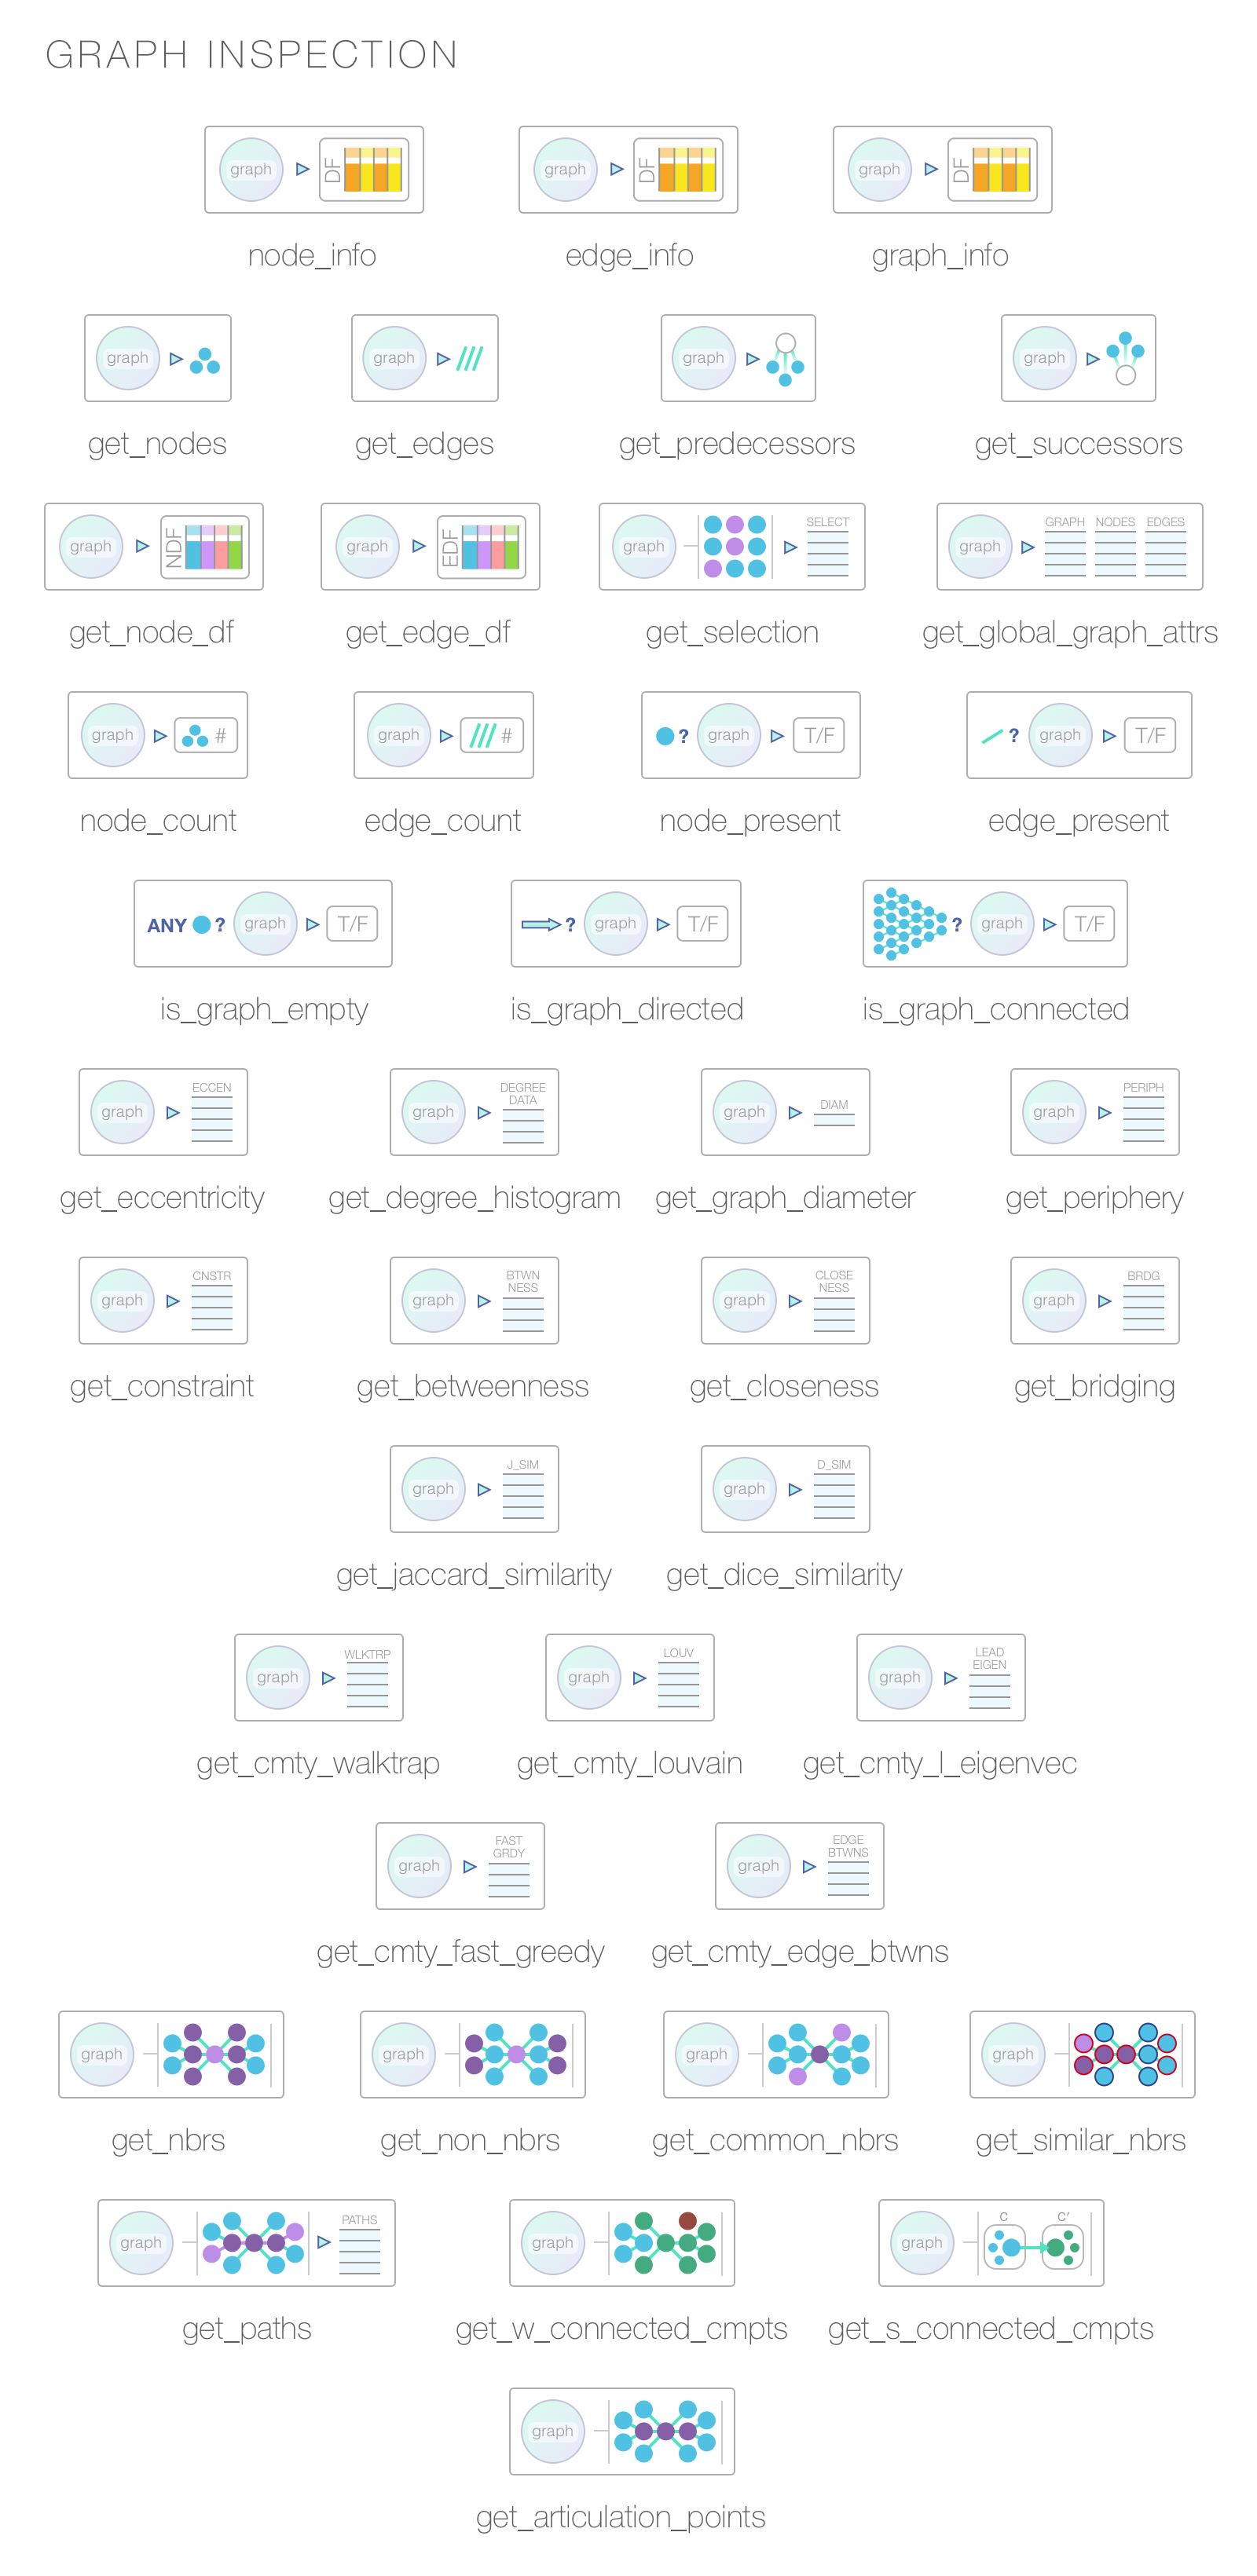 GRAPH INSPECTION
graph DF graph DF graph DF
node_info edge_info graph_info
graph graph graph graph
get_nodes get_edges get_predecessors get_successors
graph NDF graph EDF graph SELECT graph GRAPH NODES EDGES
get_node_df get_edge_df get_selection get_global_graph_attrs
graph # graph # ? graph T/F ? graph T/F
node_count edge_count node_present edge_present
ANY ? graph T/F ? graph T/F ? graph T/F
is_graph_empty is_graph_directed is_graph_connected
graph ECCEN graph DEGREE DATA graph DIAM graph PERIPH
get_eccentricity get_degree_histogram get_graph_diameter get_periphery
graph CNSTR graph BTWN NESS graph CLOSE NESS graph BRDG
get_constraint get_betweenness get_closeness get_bridging
graph J_SIM graph D_SIM
get_jaccard_similarity get_dice_similarity
graph WLKTRP graph LOUV graph LEAD EIGEN
get_cmty_walktrap get_cmty_louvain get_cmty_l_eigenvec
graph FAST GRDY graph EDGE BTWNS
get_cmty_fast_greedy get_cmty_edge_btwns
graph graph graph graph
get_nbrs get_non_nbrs get_common_nbrs get_similar_nbrs
graph PATHS graph graph C C′
get_paths get_w_connected_cmpts get_s_connected_cmpts
graph
get_articulation_points